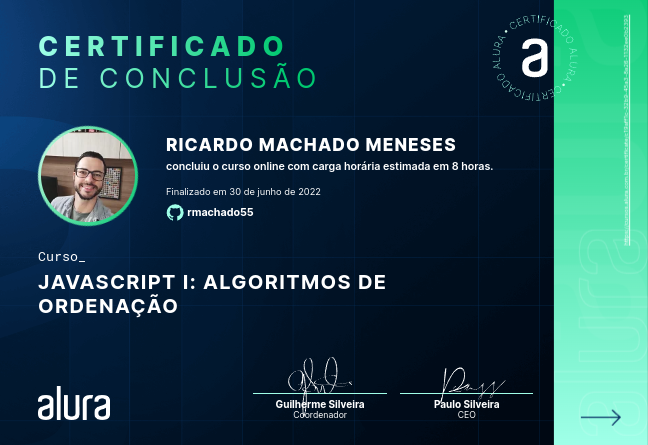 CERTIFICADO
DE CONCLUSÃO
CERTIFICADO ALURA • CERTIFICADO ALURA •
a
RICARDO MACHADO MENESES
concluiu o curso online com carga horária estimada em 8 horas.
Finalizado em 30 de junho de 2022
rmachado55
Curso_
JAVASCRIPT I: ALGORITMOS DE
ORDENAÇÃO
alura
Guilherme Silveira
Coordenador
Paulo Silveira
CEO
alura